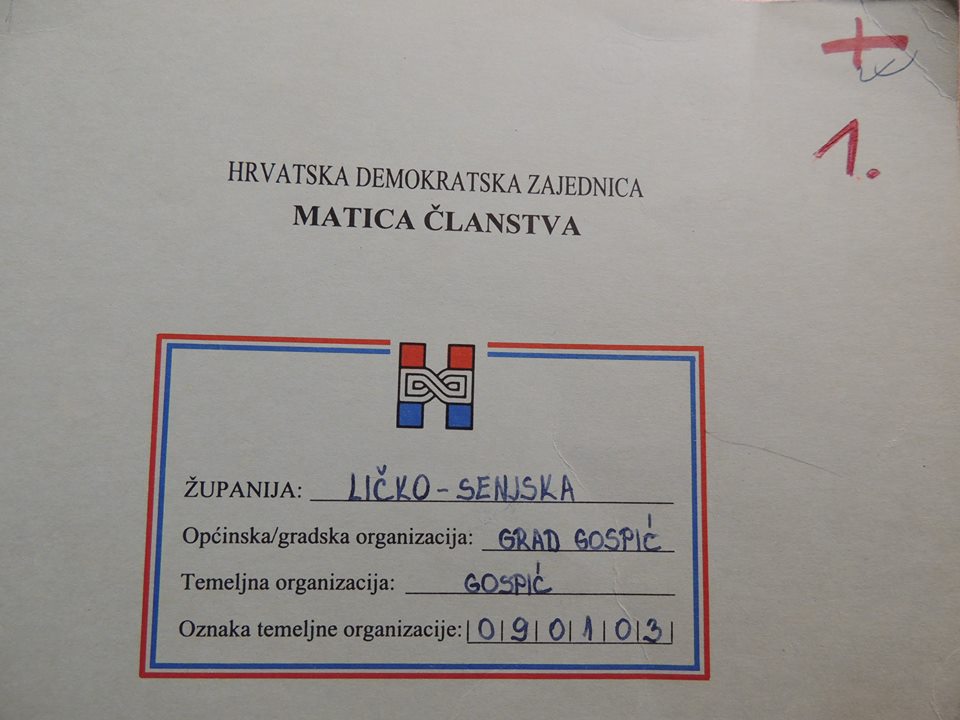 1.
HRVATSKA DEMOKRATSKA ZAJEDNICA
MATICA ČLANSTVA
ŽUPANIJA: LIČKO-SENJSKA
Općinska/gradska organizacija: GRAD GOSPIĆ
Temeljna organizacija: GOSPIĆ
Oznaka temeljne organizacije: |0|9|0|1|0|3|